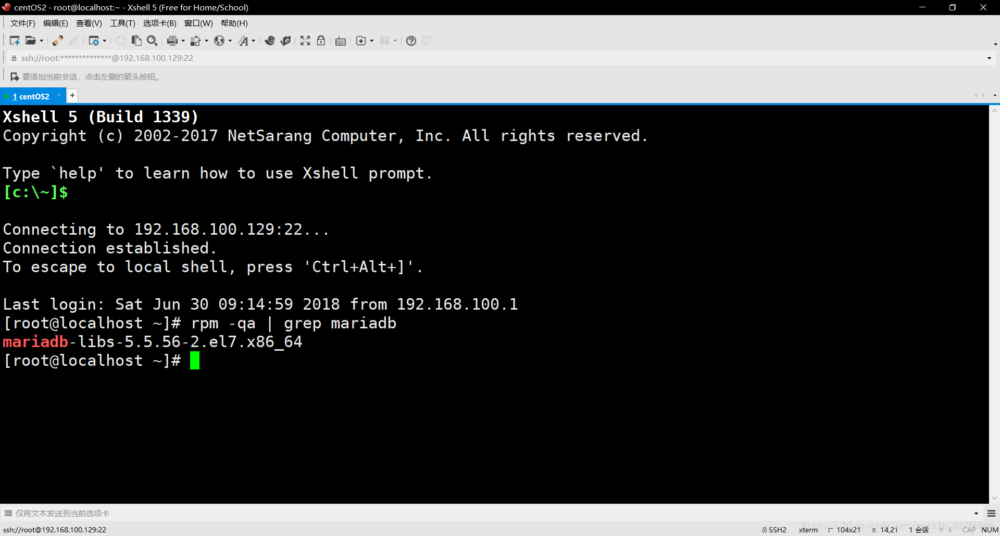 centOS2 - root@localhost:~ - Xshell 5 (Free for Home/School)
文件(F) 编辑(E) 查看(V) 工具(T) 选项卡(B) 窗口(W) 帮助(H)
ssh://root:**************@192.168.100.129:22
要添加当前会话，点击左侧的箭头按钮。
1 centOS2 × +
Xshell 5 (Build 1339)
Copyright (c) 2002-2017 NetSarang Computer, Inc. All rights reserved.
Type `help' to learn how to use Xshell prompt.
[c:\~]$
Connecting to 192.168.100.129:22...
Connection established.
To escape to local shell, press 'Ctrl+Alt+]'.
Last login: Sat Jun 30 09:14:59 2018 from 192.168.100.1
[root@localhost ~]# rpm -qa | grep mariadb
mariadb-libs-5.5.56-2.el7.x86_64
[root@localhost ~]#
仅将文本发送到当前选项卡
https://blog.csdn.net/weixin_42266606
ssh://root@192.168.100.129:22 SSH2 xterm 104x21 14,21 1 会话 CAP NUM